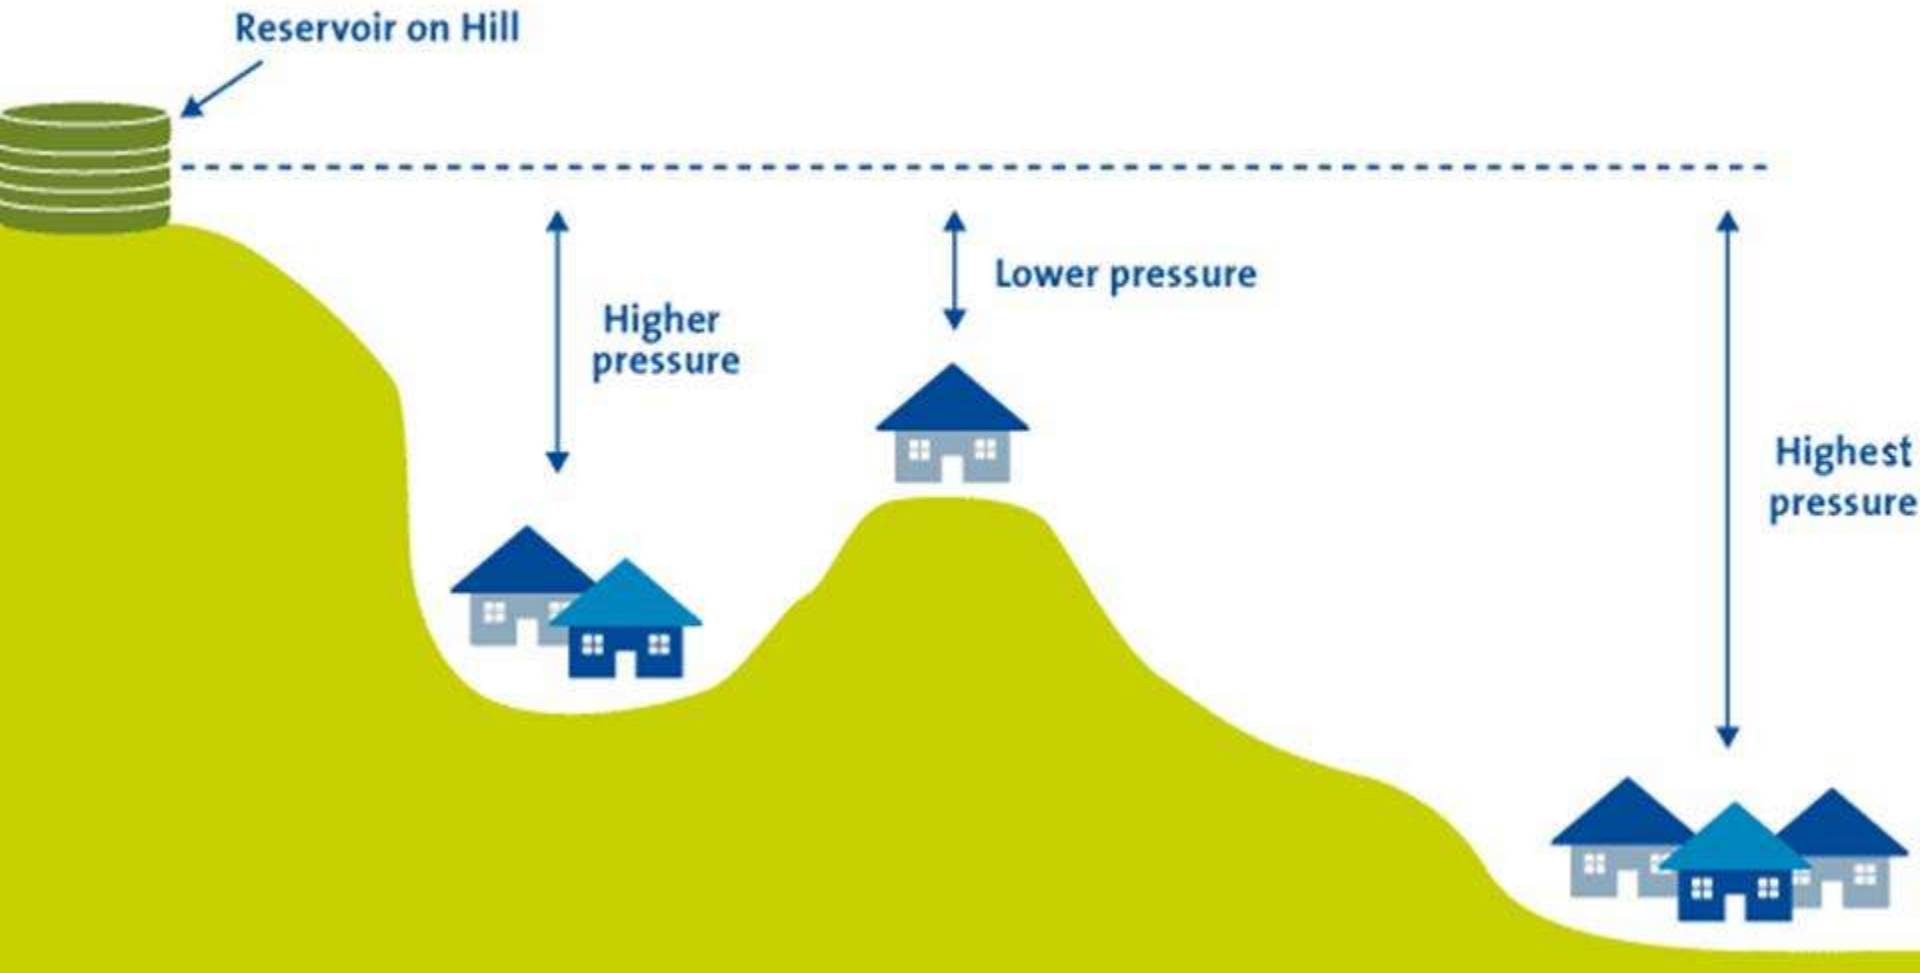 Reservoir on Hill
Higher
pressure
Lower pressure
Highest
pressure